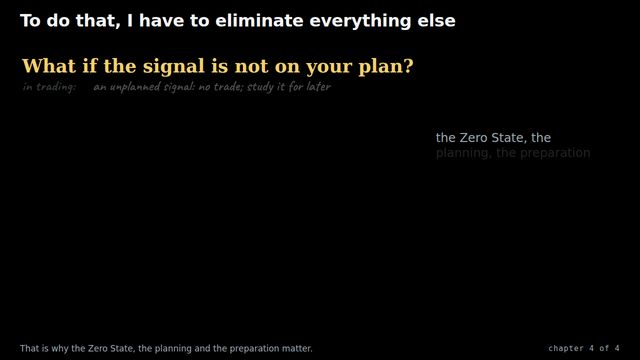 To do that, I have to eliminate everything else
What if the signal is not on your plan?
in trading: an unplanned signal: no trade; study it for later
the Zero State, the
planning, the preparation
That is why the Zero State, the planning and the preparation matter.
chapter 4 of 4